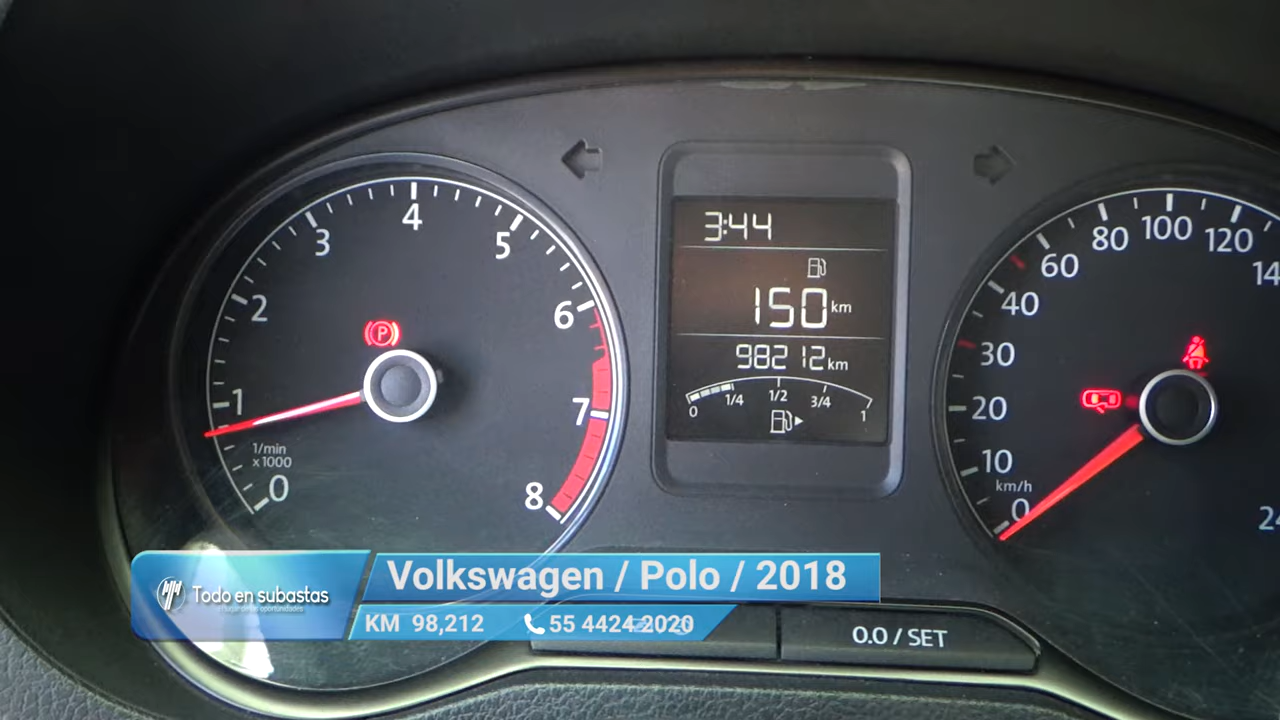 3:44
150 km
98212 km
0 1/4 1/2 3/4 1
0 1 2 3 4 5 6 7 8
1/min
x1000
P
0 10 20 30 40 60 80 100 120
km/h
0.0 / SET
Todo en subastas
Volkswagen / Polo / 2018
KM 98,212
55 4424 2020